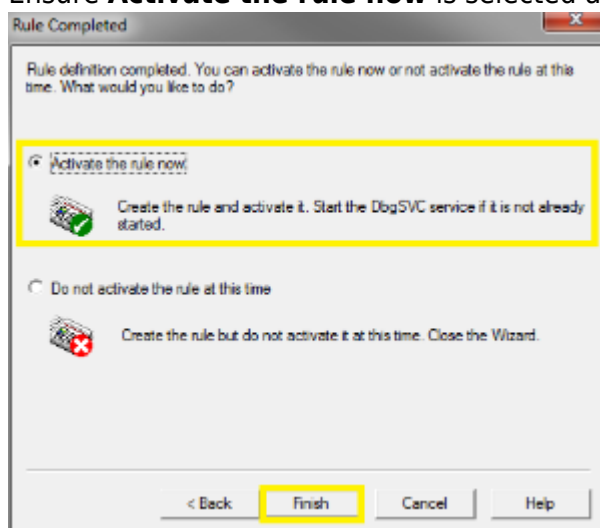 Ensure Activate the rule now is selected a
Rule Completed
Rule definition completed. You can activate the rule now or not activate the rule at this
time. What would you like to do?
Activate the rule now
Create the rule and activate it. Start the DbgSVC service if it is not already
started.
Do not activate the rule at this time
Create the rule but do not activate it at this time. Close the Wizard.
< Back Finish Cancel Help